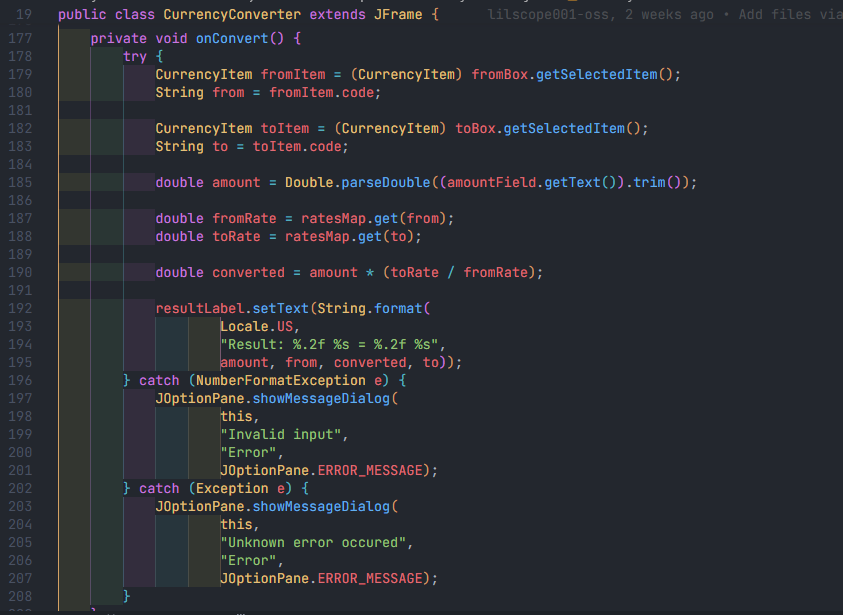 19 public class CurrencyConverter extends JFrame { lilscope001-oss, 2 weeks ago • Add files via
177 private void onConvert() {
178 try {
179 CurrencyItem fromItem = (CurrencyItem) fromBox.getSelectedItem();
180 String from = fromItem.code;
181
182 CurrencyItem toItem = (CurrencyItem) toBox.getSelectedItem();
183 String to = toItem.code;
184
185 double amount = Double.parseDouble((amountField.getText()).trim());
186
187 double fromRate = ratesMap.get(from);
188 double toRate = ratesMap.get(to);
189
190 double converted = amount * (toRate / fromRate);
191
192 resultLabel.setText(String.format(
193 Locale.US,
194 "Result: %.2f %s = %.2f %s",
195 amount, from, converted, to));
196 } catch (NumberFormatException e) {
197 JOptionPane.showMessageDialog(
198 this,
199 "Invalid input",
200 "Error",
201 JOptionPane.ERROR_MESSAGE);
202 } catch (Exception e) {
203 JOptionPane.showMessageDialog(
204 this,
205 "Unknown error occured",
206 "Error",
207 JOptionPane.ERROR_MESSAGE);
208 }